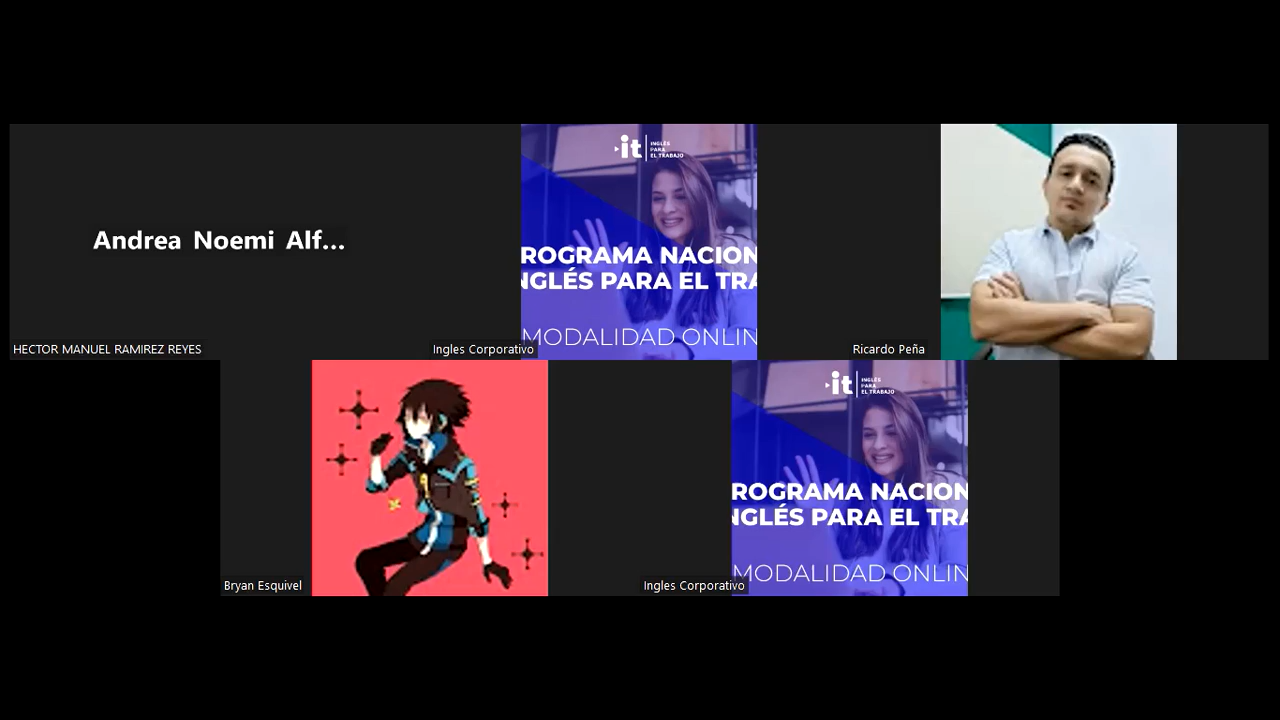 Andrea Noemi Alf...
HECTOR MANUEL RAMIREZ REYES
it INGLÉS
PARA
EL TRABAJO
ROGRAMA NACION
NGLÉS PARA EL TRA
MODALIDAD ONLIN
Ingles Corporativo
Ricardo Peña
Bryan Esquivel
it INGLÉS
PARA
EL TRABAJO
ROGRAMA NACION
NGLÉS PARA EL TRA
MODALIDAD ONLIN
Ingles Corporativo